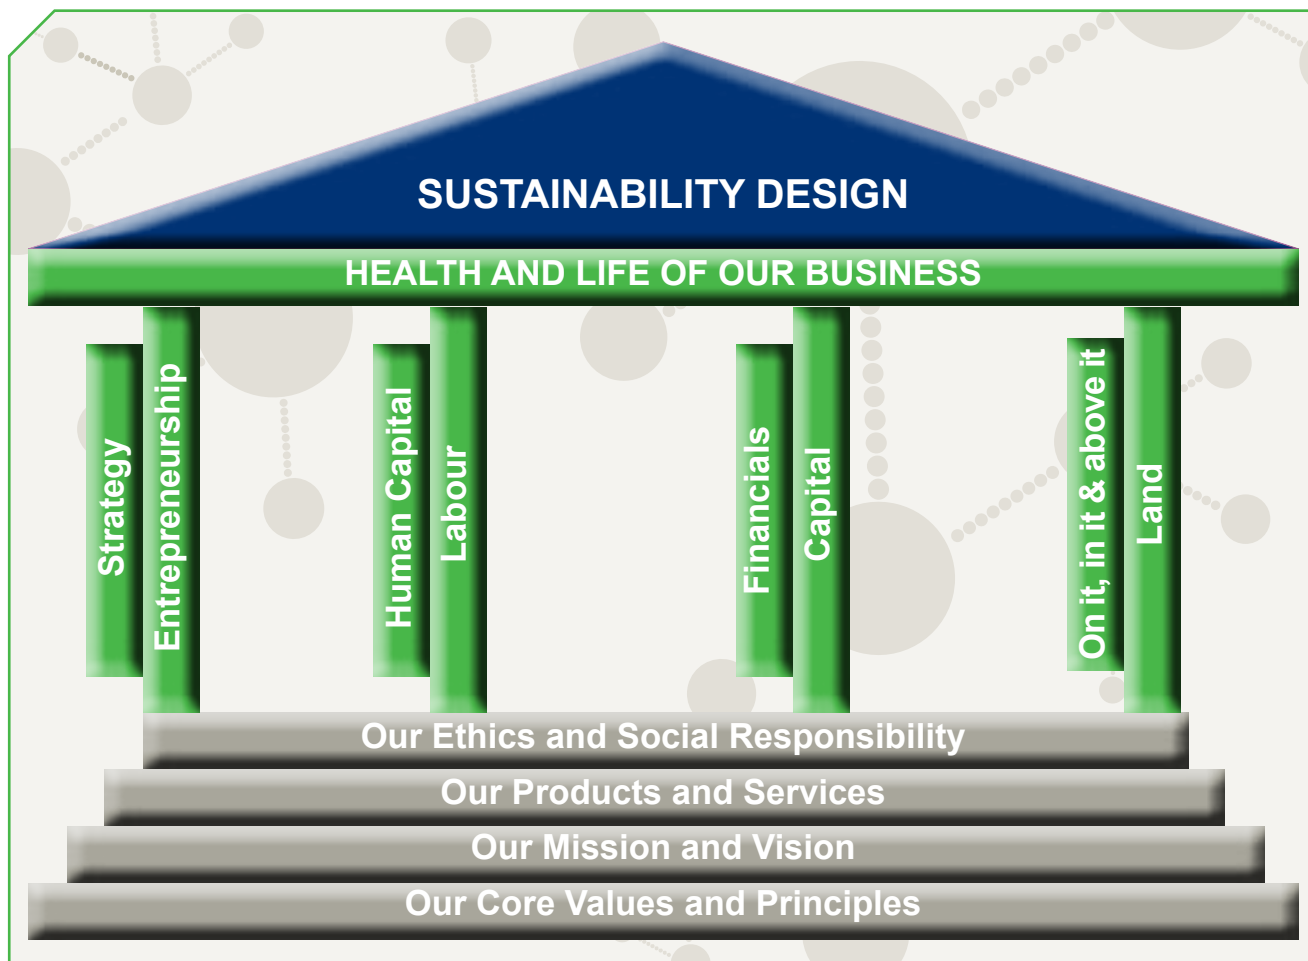 SUSTAINABILITY DESIGN
HEALTH AND LIFE OF OUR BUSINESS
Strategy
Entrepreneurship
Human Capital
Labour
Financials
Capital
On it, in it & above it
Land
Our Ethics and Social Responsibility
Our Products and Services
Our Mission and Vision
Our Core Values and Principles